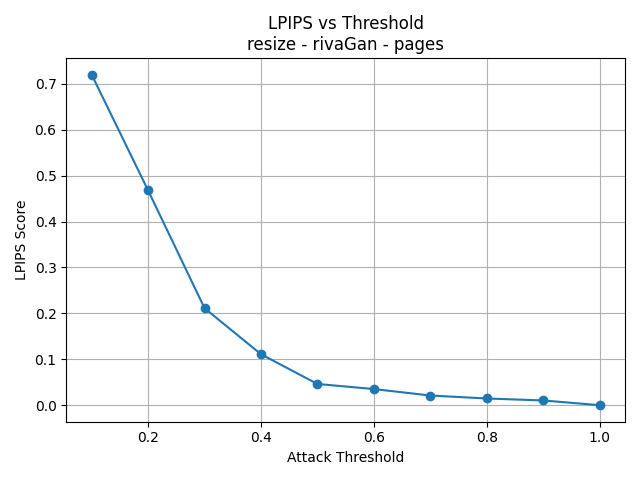 LPIPS vs Threshold
resize - rivaGan - pages
0.7
0.6
0.5
0.4
0.3
0.2
0.1
0.0
LPIPS Score
0.2 0.4 0.6 0.8 1.0
Attack Threshold